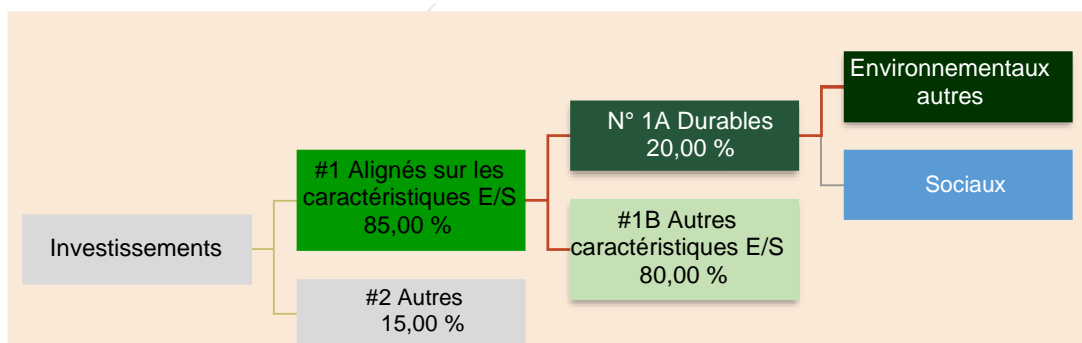 Investissements
#1 Alignés sur les
caractéristiques E/S
85,00 %
#2 Autres
15,00 %
N° 1A Durables
20,00 %
#1B Autres
caractéristiques E/S
80,00 %
Environnementaux
autres
Sociaux